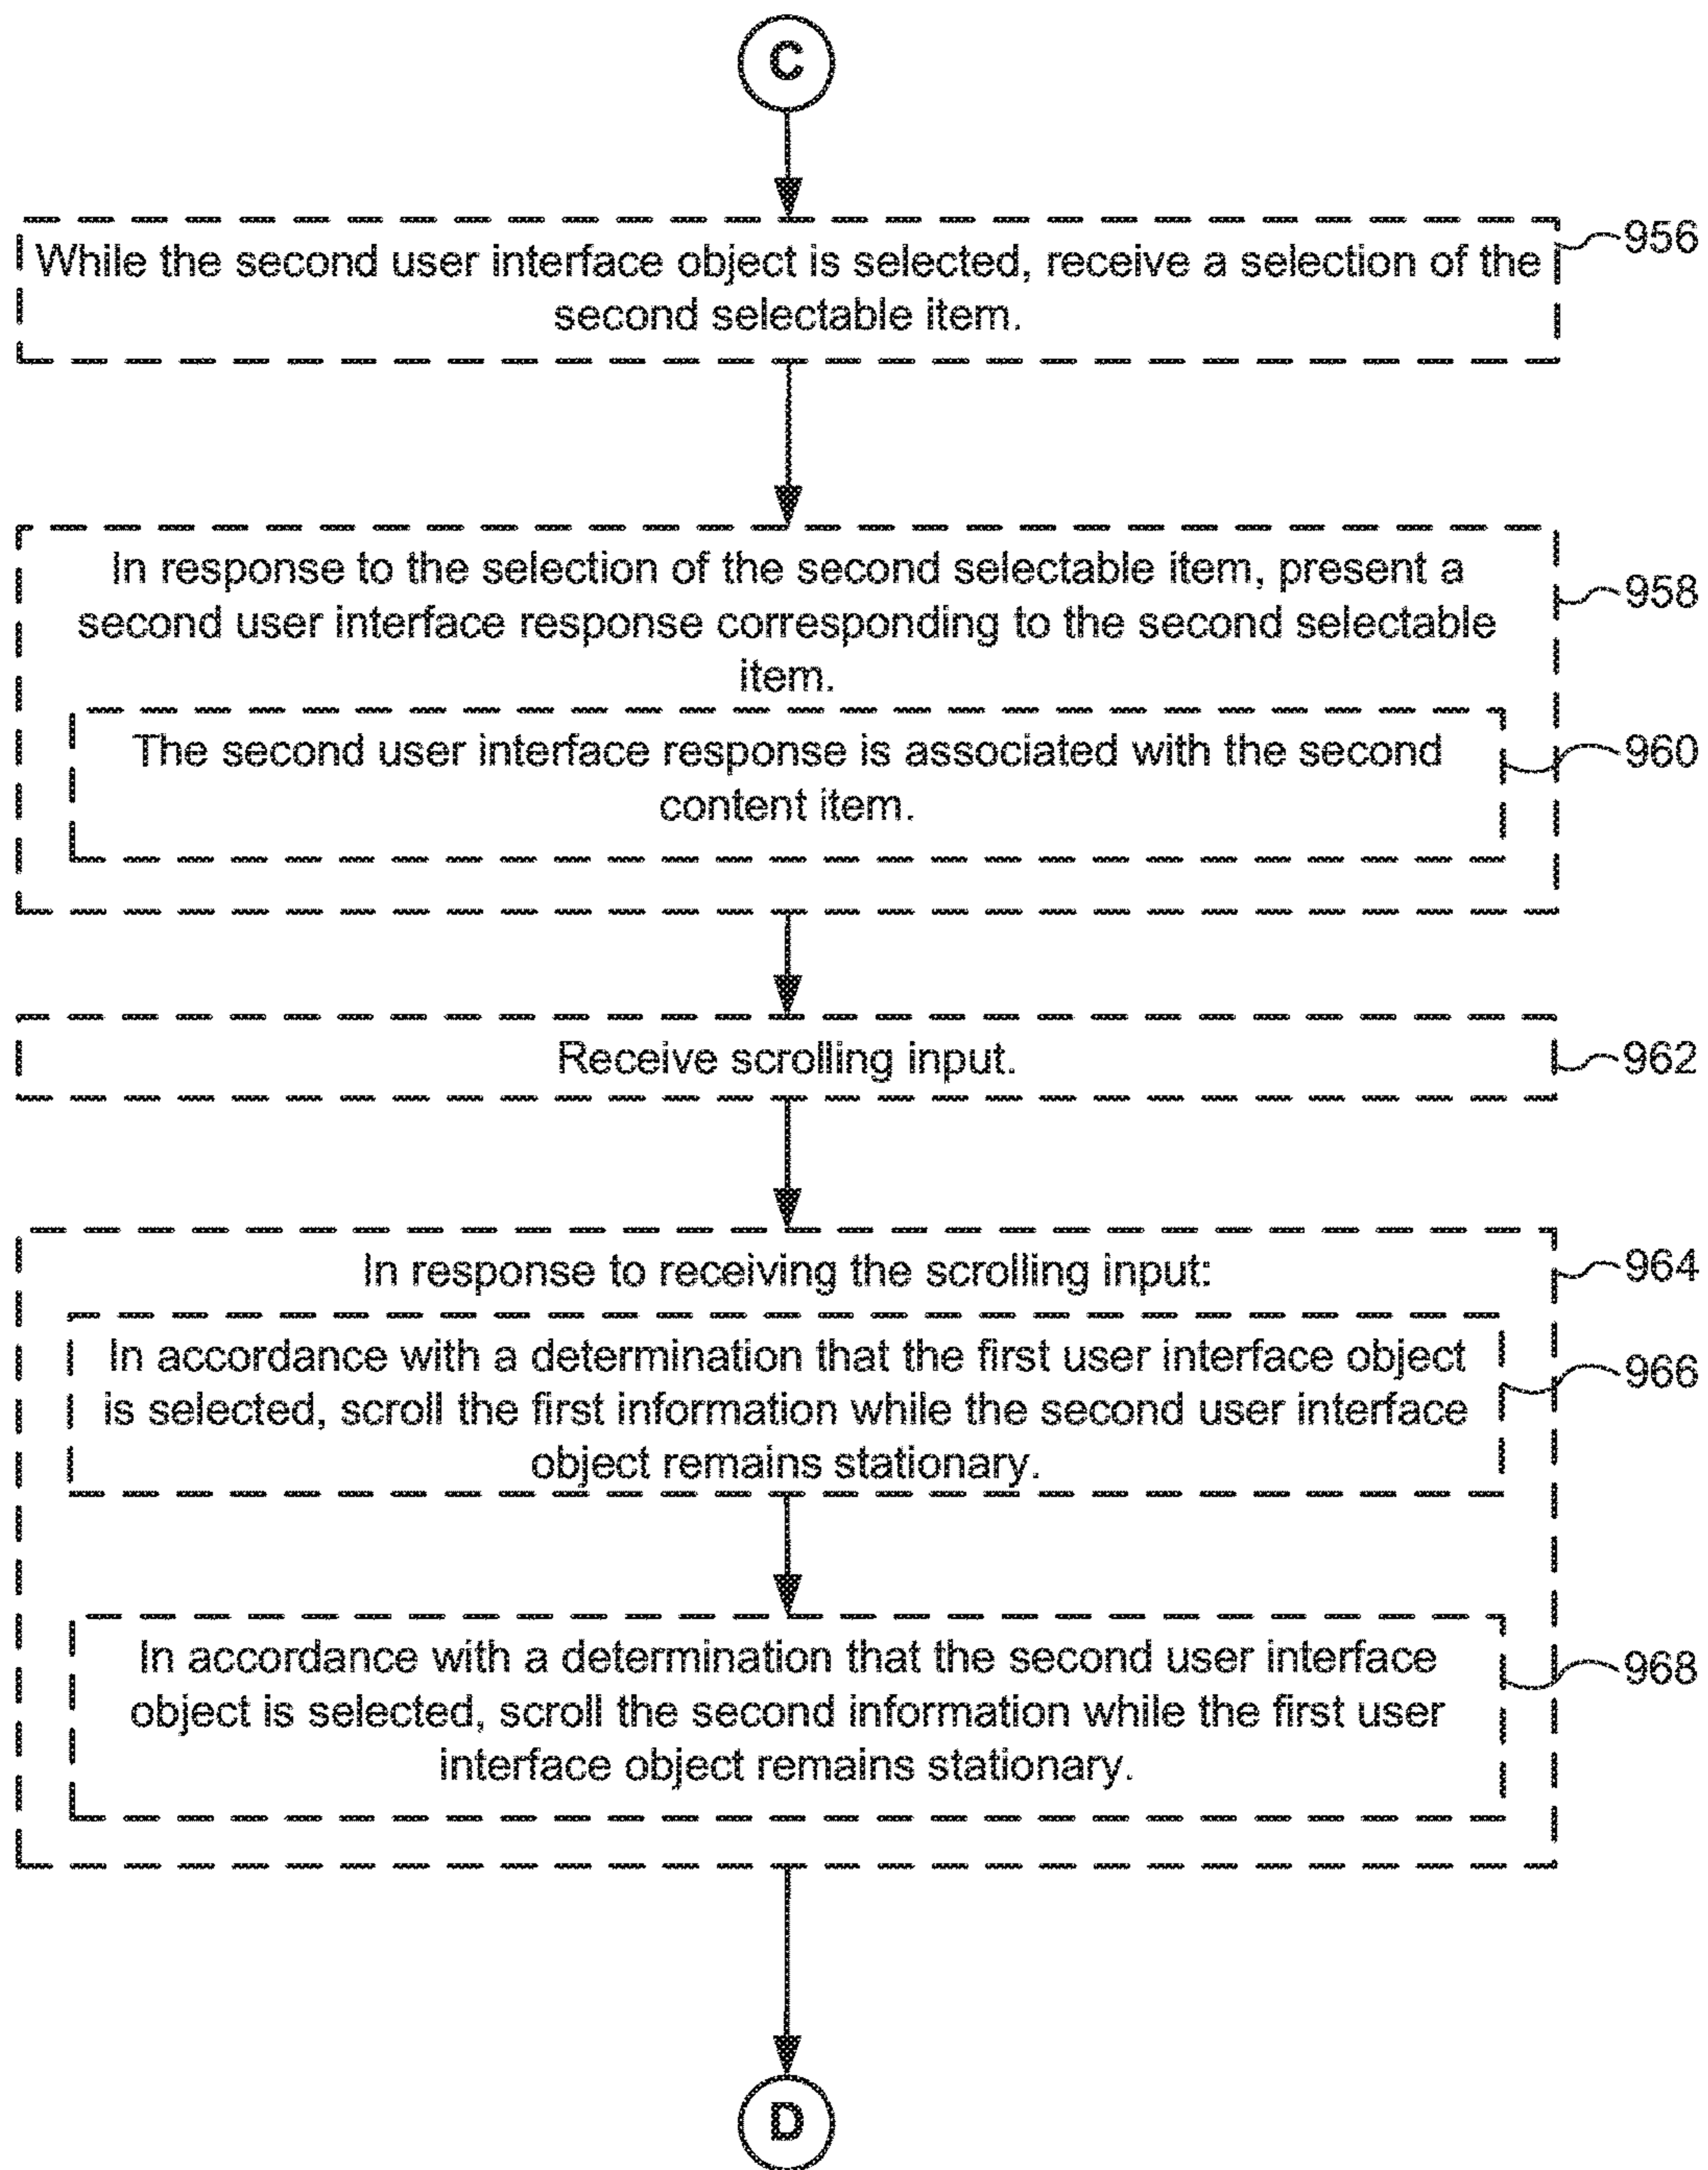 C
While the second user interface object is selected, receive a selection of the
second selectable item.
956
In response to the selection of the second selectable item, present a
second user interface response corresponding to the second selectable
item.
958
The second user interface response is associated with the second
content item.
960
Receive scrolling input.
962
In response to receiving the scrolling input:
964
In accordance with a determination that the first user interface object
is selected, scroll the first information while the second user interface
object remains stationary.
966
In accordance with a determination that the second user interface
object is selected, scroll the second information while the first user
interface object remains stationary.
968
D